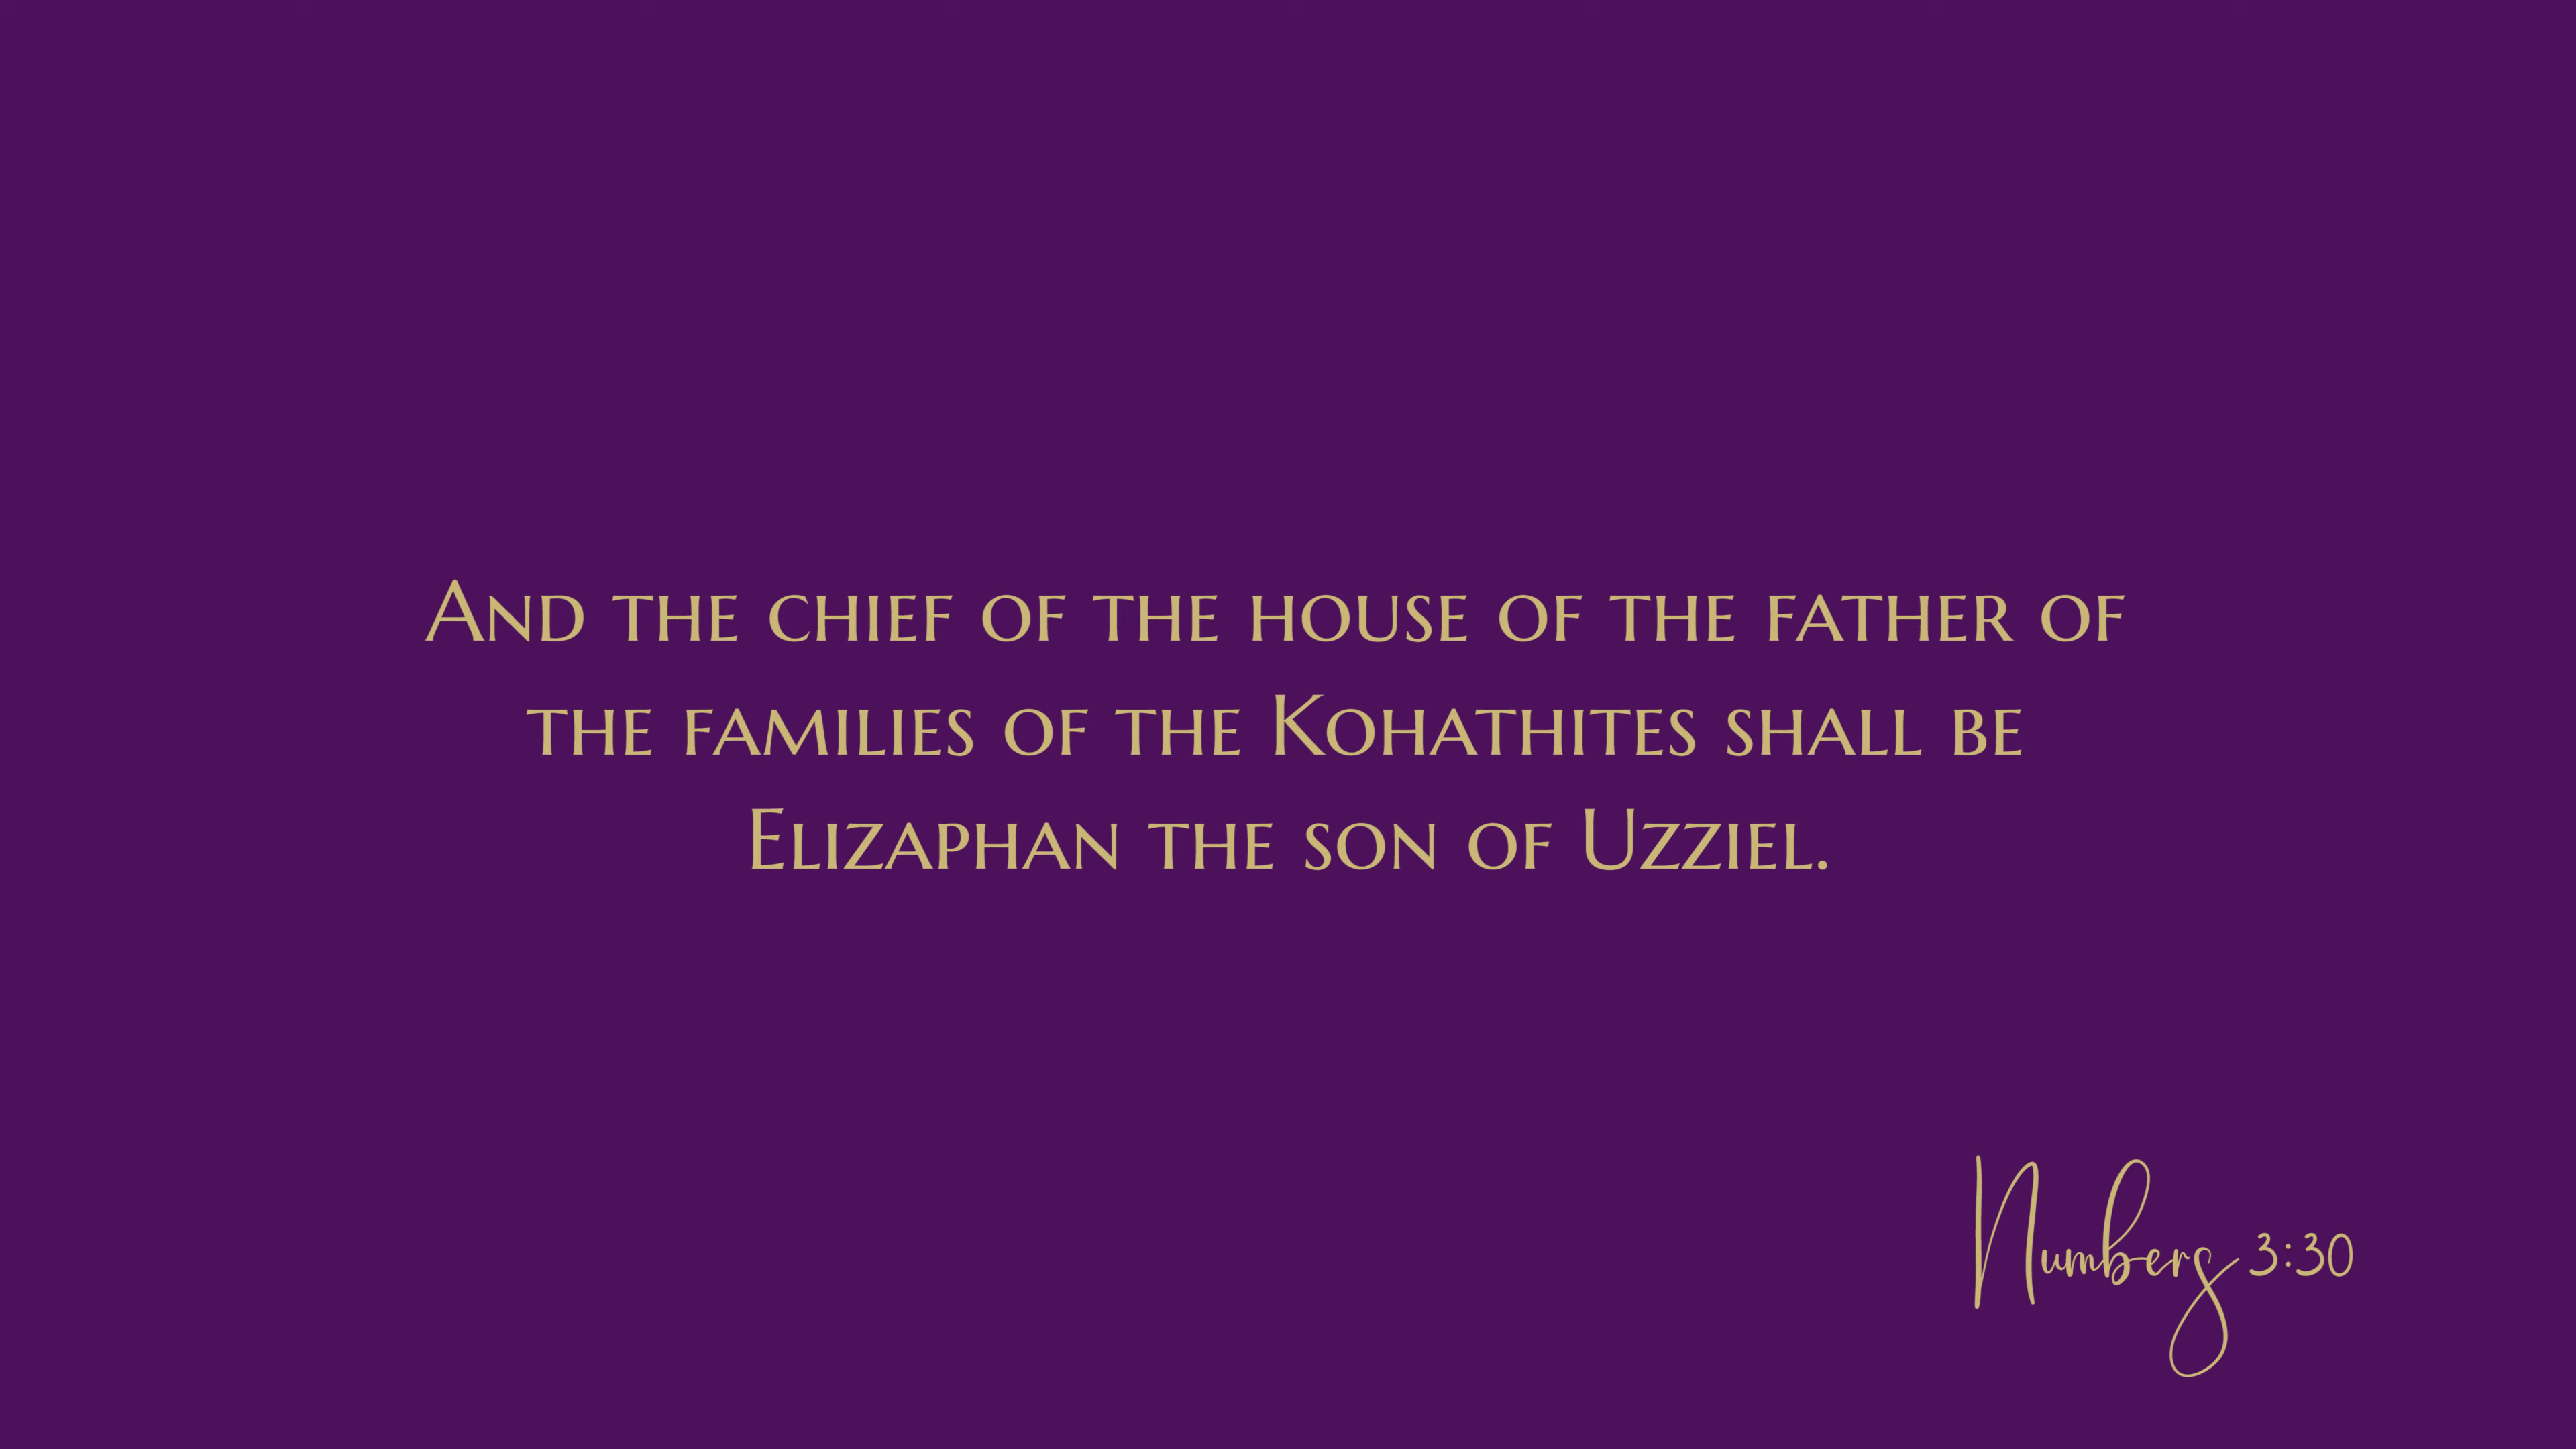 And the chief of the house of the father of
the families of the Kohathites shall be
Elizaphan the son of Uzziel.
Numbers 3:30